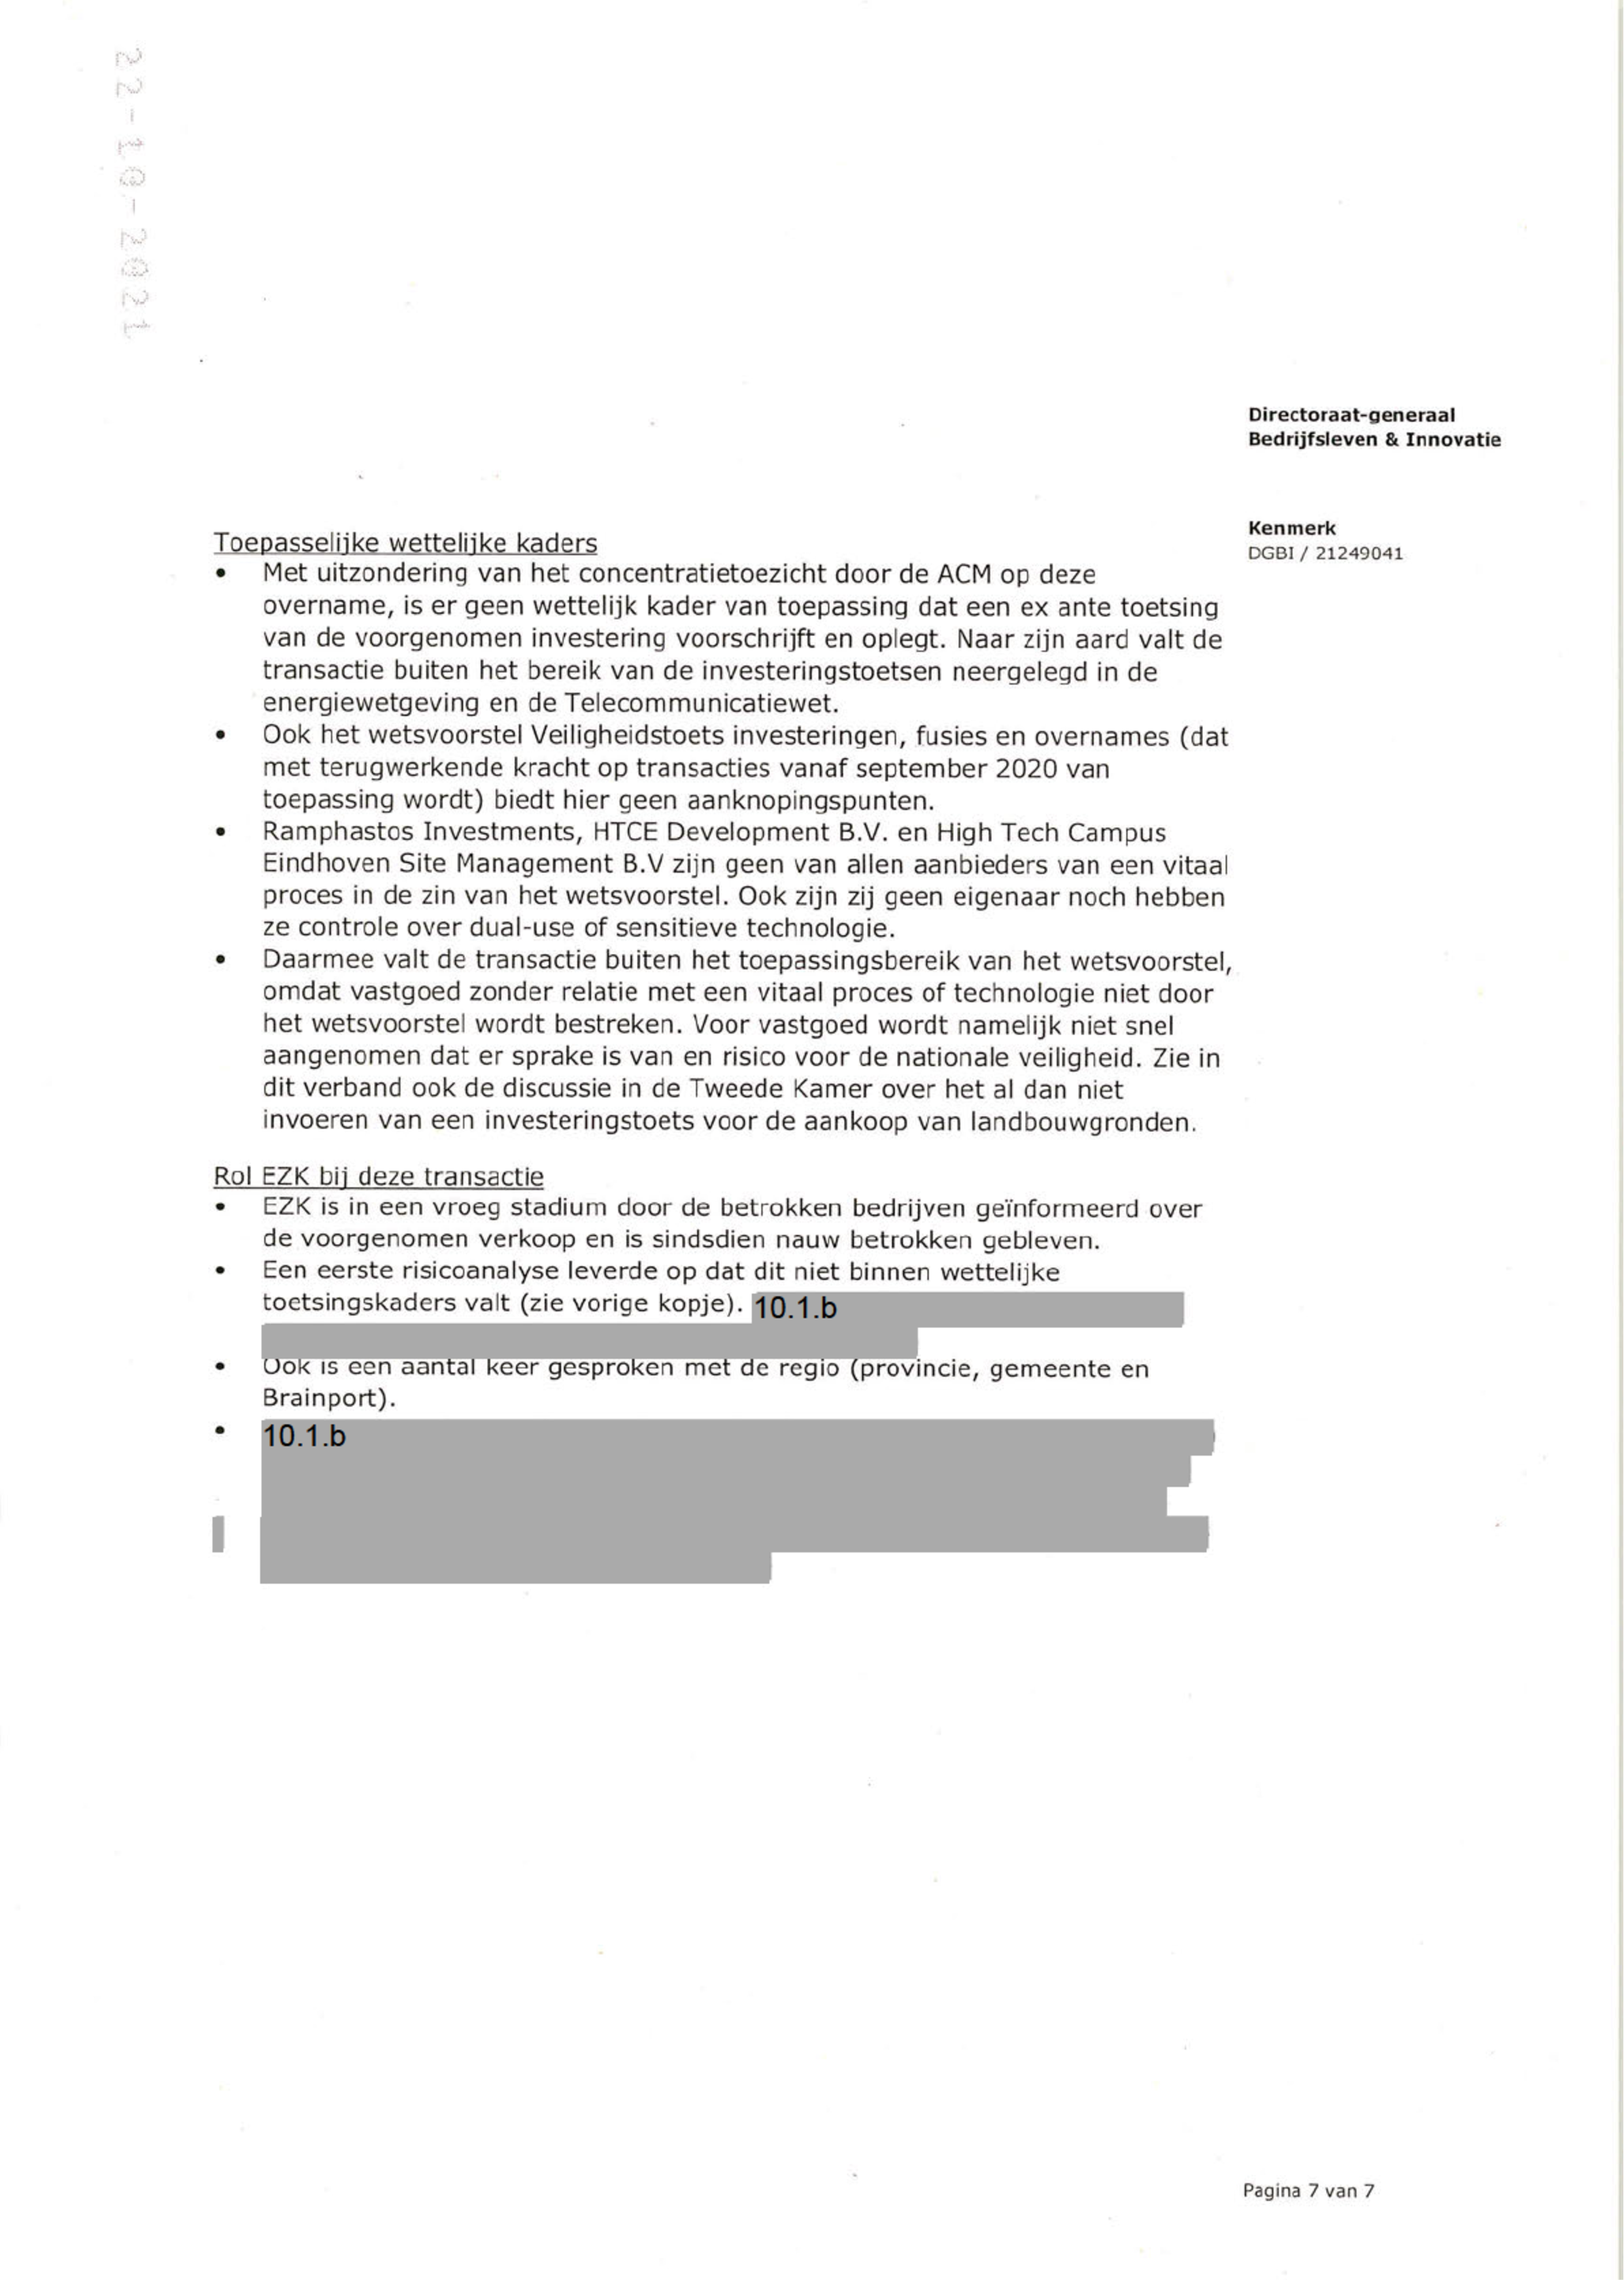 22-10-2021
Directoraat-generaal
Bedrijfsleven & Innovatie
Kenmerk
DGBI / 21249041
Toepasselijke wettelijke kaders
• Met uitzondering van het concentratietoezicht door de ACM op deze
overname, is er geen wettelijk kader van toepassing dat een ex ante toetsing
van de voorgenomen investering voorschrijft en oplegt. Naar zijn aard valt de
transactie buiten het bereik van de investeringstoetsen neergelegd in de
energiewetgeving en de Telecommunicatiewet.
• Ook het wetsvoorstel Veiligheidstoets investeringen, fusies en overnames (dat
met terugwerkende kracht op transacties vanaf september 2020 van
toepassing wordt) biedt hier geen aanknopingspunten.
• Ramphastos Investments, HTCE Development B.V. en High Tech Campus
Eindhoven Site Management B.V zijn geen van allen aanbieders van een vitaal
proces in de zin van het wetsvoorstel. Ook zijn zij geen eigenaar noch hebben
ze controle over dual-use of sensitieve technologie.
• Daarmee valt de transactie buiten het toepassingsbereik van het wetsvoorstel,
omdat vastgoed zonder relatie met een vitaal proces of technologie niet door
het wetsvoorstel wordt bestreken. Voor vastgoed wordt namelijk niet snel
aangenomen dat er sprake is van en risico voor de nationale veiligheid. Zie in
dit verband ook de discussie in de Tweede Kamer over het al dan niet
invoeren van een investeringstoets voor de aankoop van landbouwgronden.
Rol EZK bij deze transactie
• EZK is in een vroeg stadium door de betrokken bedrijven geïnformeerd over
de voorgenomen verkoop en is sindsdien nauw betrokken gebleven.
• Een eerste risicoanalyse leverde op dat dit niet binnen wettelijke
toetsingskaders valt (zie vorige kopje). 10.1.b
• Ook is een aantal keer gesproken met de regio (provincie, gemeente en
Brainport).
• 10.1.b
Pagina 7 van 7